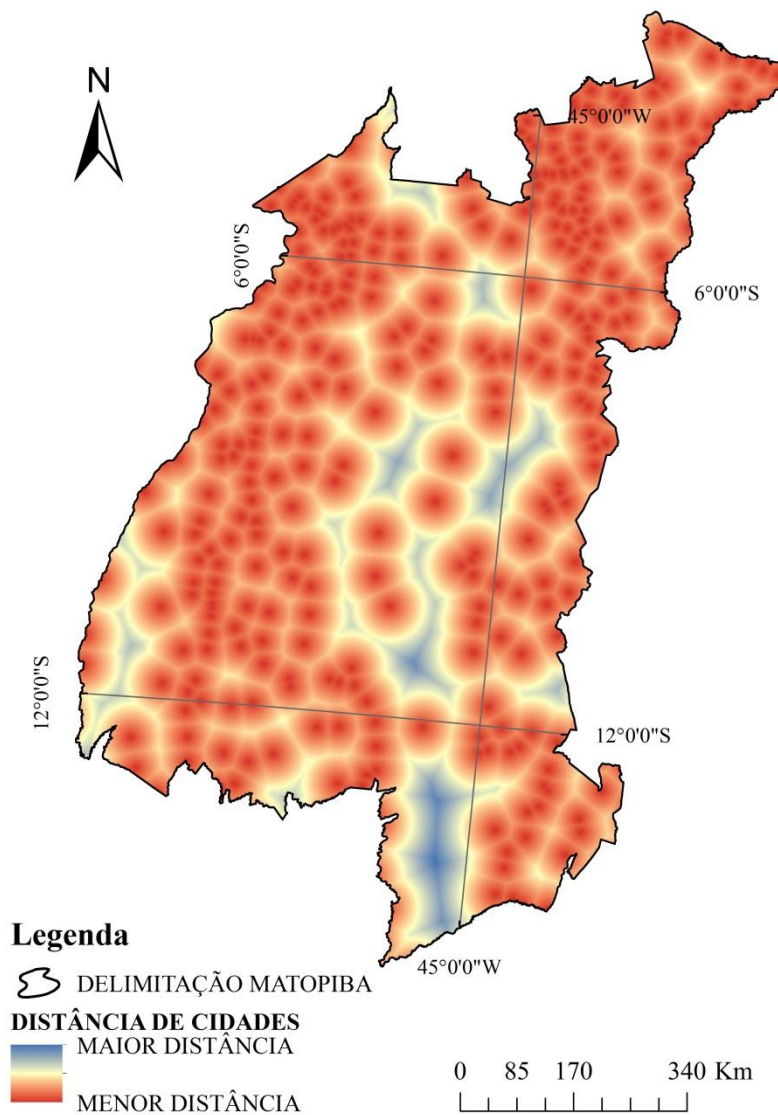 N
45°0'0"W
6°0'0"S
6°0'0"S
12°0'0"S
12°0'0"S
45°0'0"W
Legenda
DELIMITAÇÃO MATOPIBA
DISTÂNCIA DE CIDADES
MAIOR DISTÂNCIA
MENOR DISTÂNCIA
0 85 170 340 Km